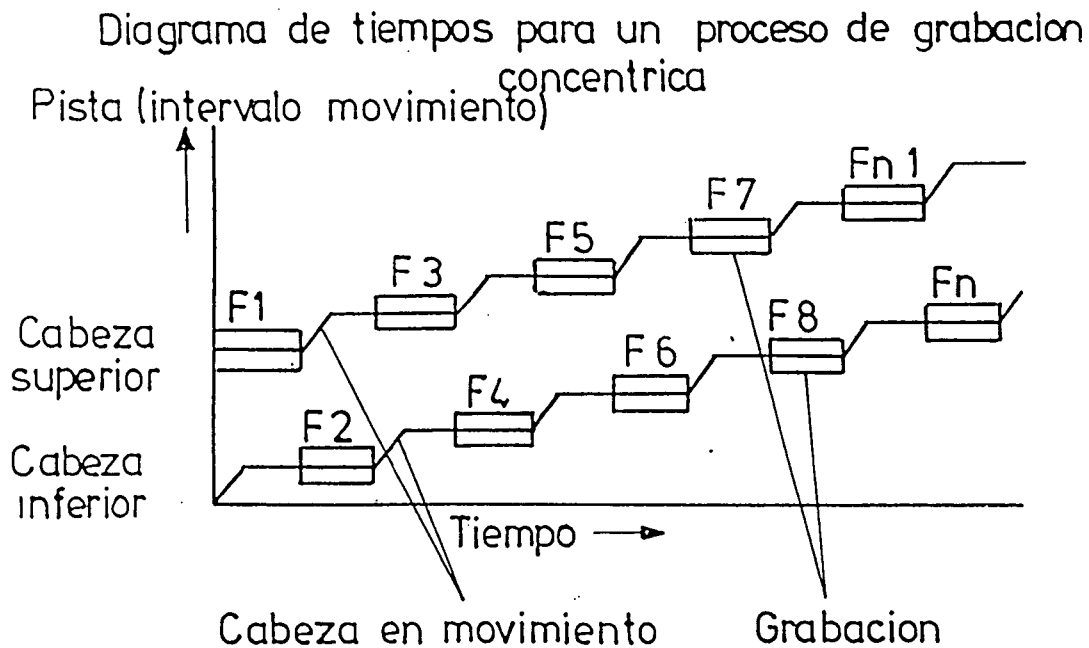 Diagrama de tiempos para un proceso de grabacion
concentrica
Pista (intervalo movimiento)
Fn 1
F7
F5
F3
F1
Fn
F8
F6
F4
F2
Cabeza
superior
Cabeza
inferior
Tiempo
Cabeza en movimiento
Grabacion